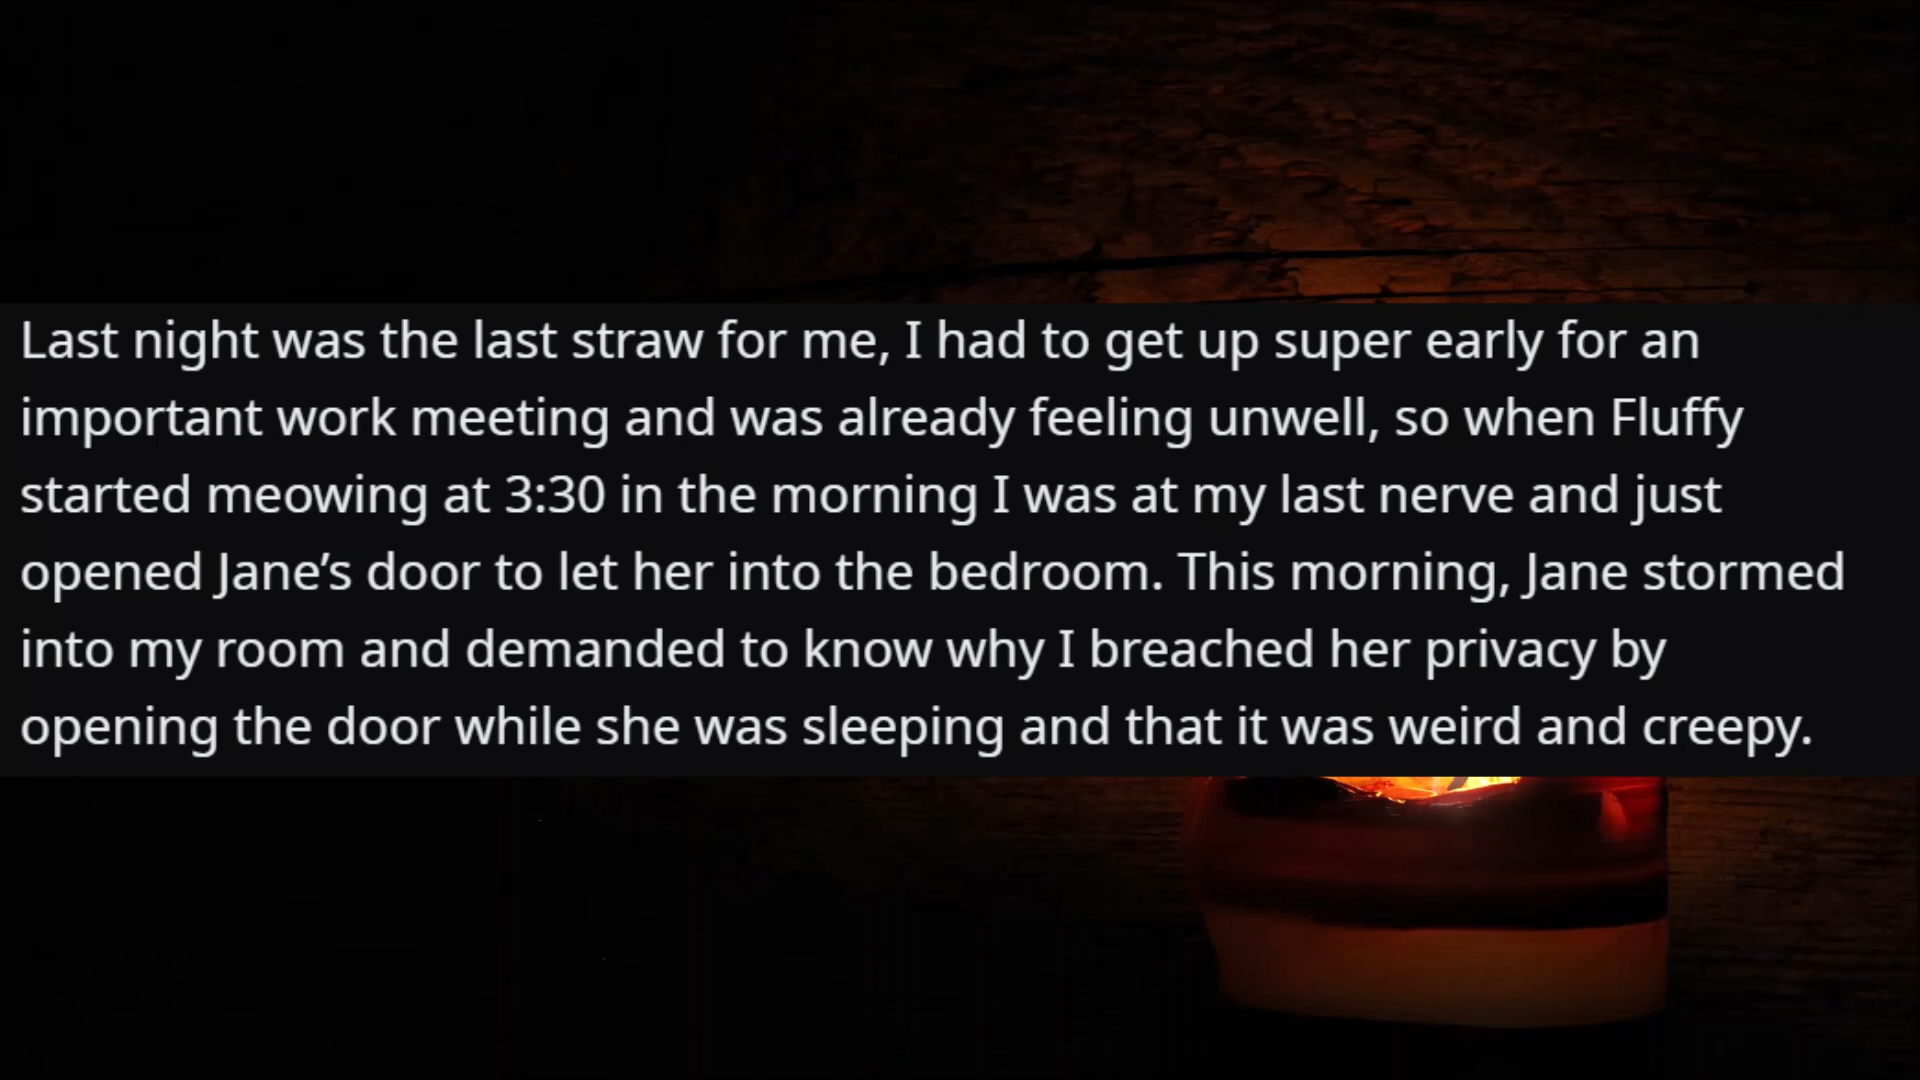 Last night was the last straw for me, I had to get up super early for an
important work meeting and was already feeling unwell, so when Fluffy
started meowing at 3:30 in the morning I was at my last nerve and just
opened Jane’s door to let her into the bedroom. This morning, Jane stormed
into my room and demanded to know why I breached her privacy by
opening the door while she was sleeping and that it was weird and creepy.